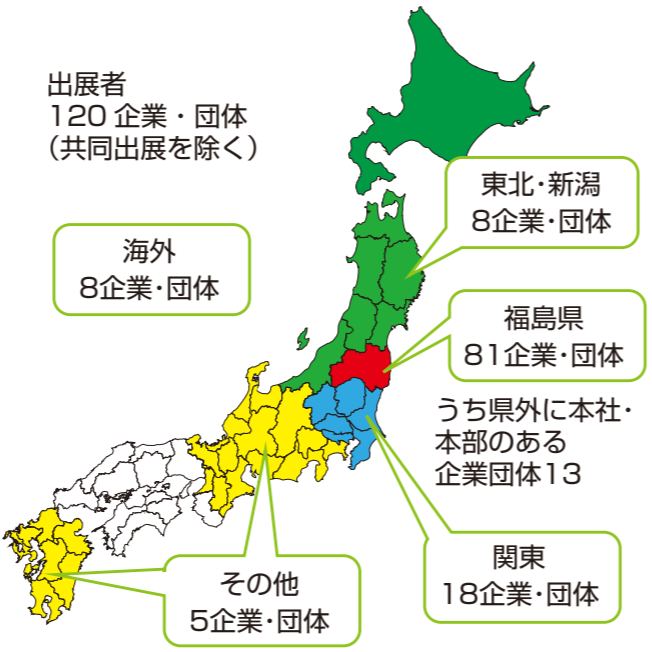 出展者
120 企業・団体
（共同出展を除く）
東北・新潟
8企業・団体
海外
8企業・団体
福島県
81企業・団体
うち県外に本社・
本部のある
企業団体13
関東
18企業・団体
その他
5企業・団体